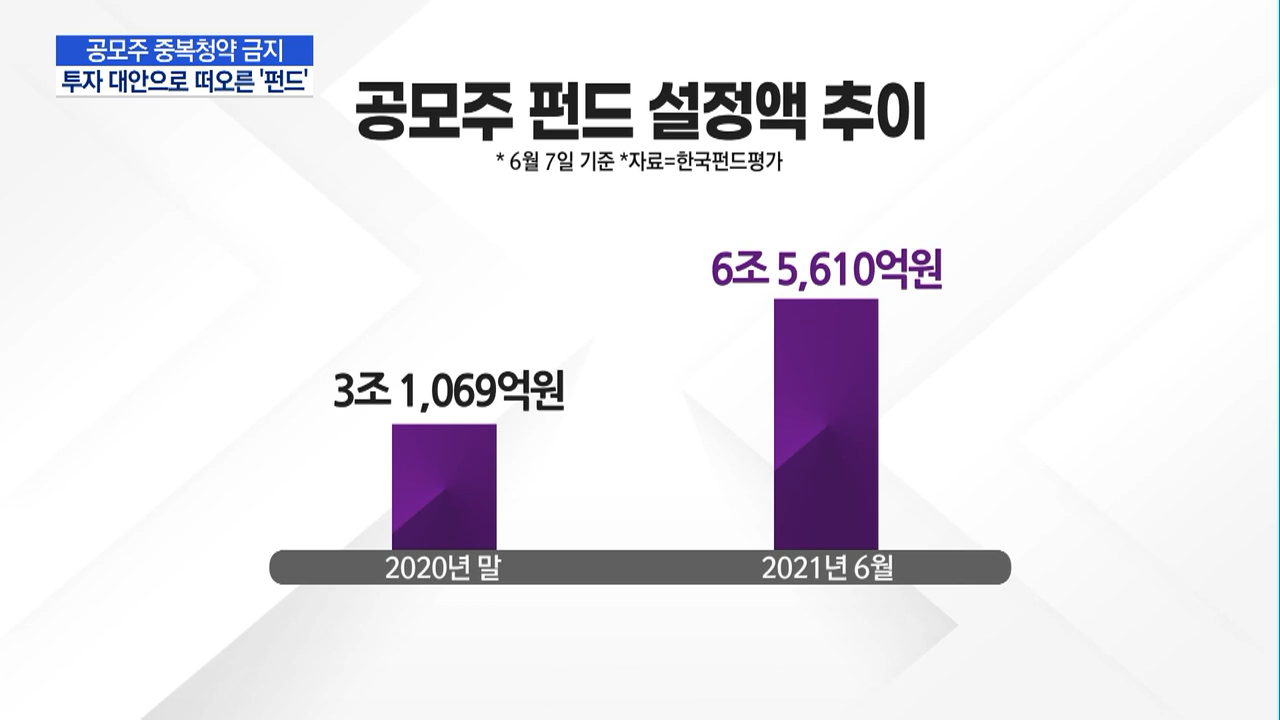 공모주 중복청약 금지
투자 대안으로 떠오른 '펀드'
공모주 펀드 설정액 추이
* 6월 7일 기준 *자료=한국펀드평가
3조 1,069억원
6조 5,610억원
2020년 말
2021년 6월